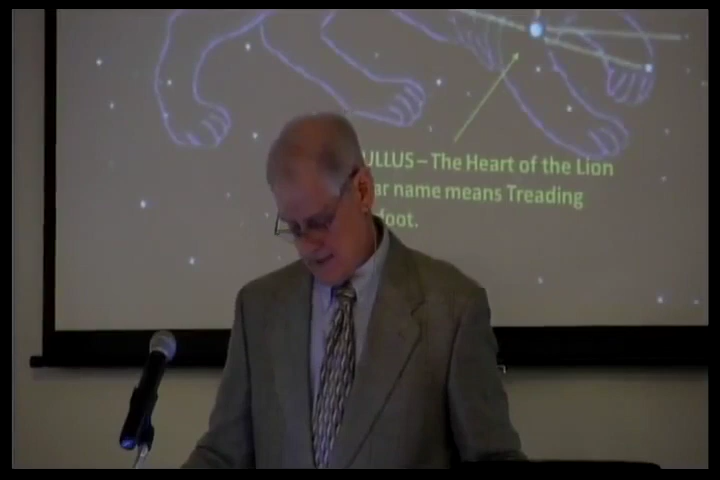 ULLUS – The Heart of the Lion
ar name means Treading
foot.